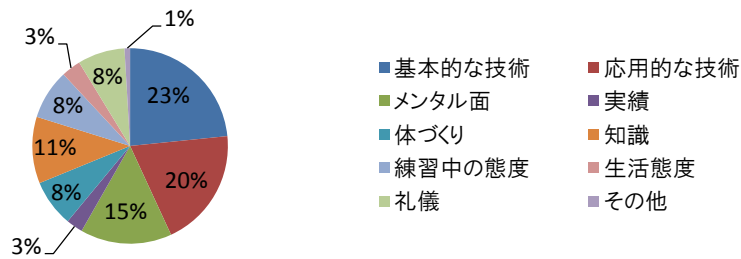 1%
3%
8%
23%
8%
11%
20%
8%
15%
3%
基本的な技術 応用的な技術
メンタル面 実績
体づくり 知識
練習中の態度 生活態度
礼儀 その他